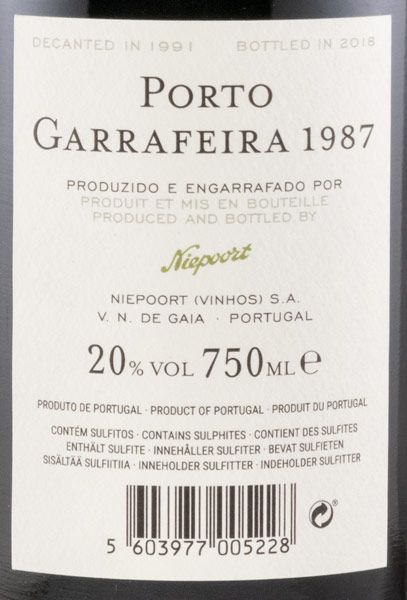 DECANTED IN 1991 BOTTLED IN 2018
PORTO
GARRAFEIRA 1987
PRODUZIDO E ENGARRAFADO POR
PRODUIT ET MIS EN BOUTEILLE
PRODUCED AND BOTTLED BY
Niepoort
NIEPOORT (VINHOS) S.A.
V. N. DE GAIA · PORTUGAL
20% VOL 750ML e
PRODUTO DE PORTUGAL · PRODUCT OF PORTUGAL · PRODUIT DU PORTUGAL
CONTÉM SULFITOS · CONTAINS SULPHITES · CONTIENT DES SULFITES
ENTHÄLT SULFITE · INNEHÅLLER SULFITER · BEVAT SULFIETEN
SISÄLTÄÄ SULFIITIIA · INNEHOLDER SULFITTER · INDEHOLDER SULFITTER
5 603977 005228